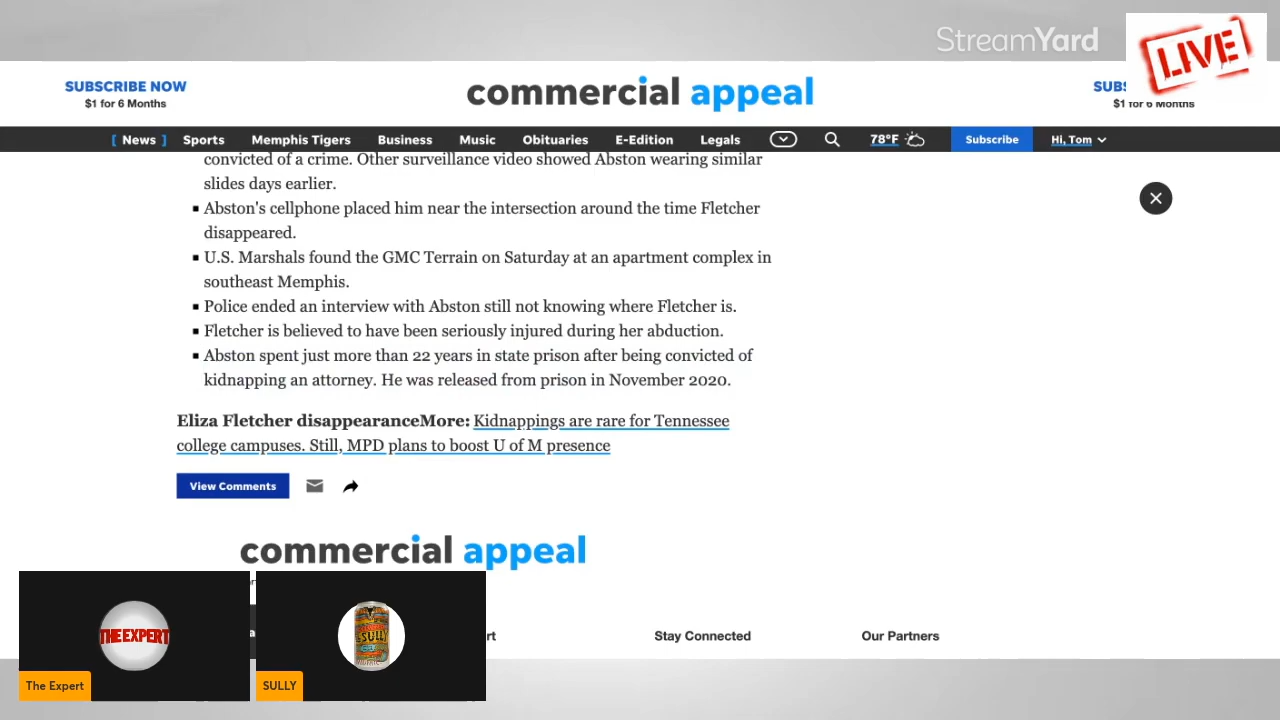 StreamYard
LIVE
SUBSCRIBE NOW
$1 for 6 Months
commercial appeal
SUBS
$1 for 6 Months
[ News ] Sports Memphis Tigers Business Music Obituaries E-Edition Legals 78°F Subscribe Hi, Tom
convicted of a crime. Other surveillance video showed Abston wearing similar
slides days earlier.
▪ Abston's cellphone placed him near the intersection around the time Fletcher
disappeared.
▪ U.S. Marshals found the GMC Terrain on Saturday at an apartment complex in
southeast Memphis.
▪ Police ended an interview with Abston still not knowing where Fletcher is.
▪ Fletcher is believed to have been seriously injured during her abduction.
▪ Abston spent just more than 22 years in state prison after being convicted of
kidnapping an attorney. He was released from prison in November 2020.
Eliza Fletcher disappearanceMore: Kidnappings are rare for Tennessee
college campuses. Still, MPD plans to boost U of M presence
View Comments
commercial appeal
rt Stay Connected Our Partners
THE EXPERT
SULLY
The Expert
SULLY